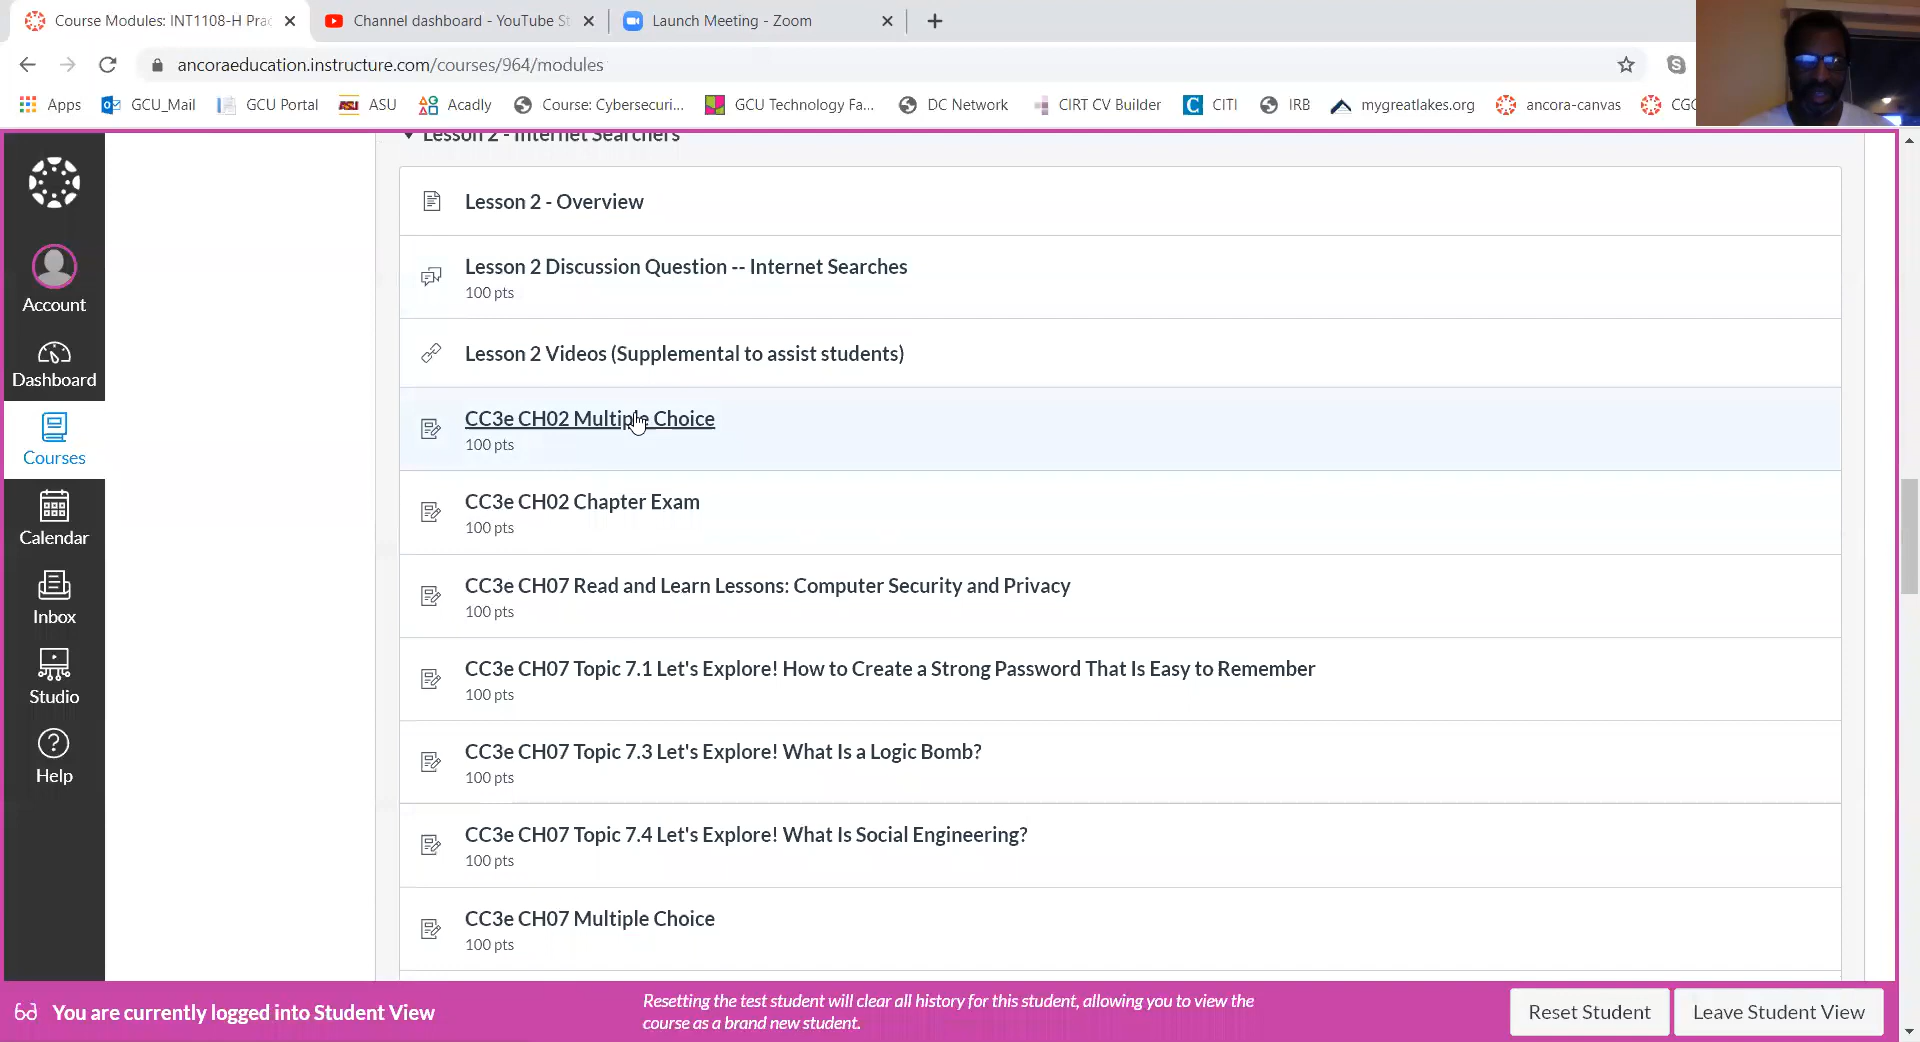 Course Modules: INT1108-H Pra
Channel dashboard - YouTube St
Launch Meeting - Zoom
ancoraeducation.instructure.com/courses/964/modules
Apps
GCU_Mail
GCU Portal
ASU
Acadly
Course: Cybersecuri...
GCU Technology Fa...
DC Network
CIRT CV Builder
CITI
IRB
mygreatlakes.org
ancora-canvas
CGC
Lesson 2 - Internet Searchers
Account
Dashboard
Courses
Calendar
Inbox
Studio
Help
Lesson 2 - Overview
Lesson 2 Discussion Question -- Internet Searches
100 pts
Lesson 2 Videos (Supplemental to assist students)
CC3e CH02 Multiple Choice
100 pts
CC3e CH02 Chapter Exam
100 pts
CC3e CH07 Read and Learn Lessons: Computer Security and Privacy
100 pts
CC3e CH07 Topic 7.1 Let's Explore! How to Create a Strong Password That Is Easy to Remember
100 pts
CC3e CH07 Topic 7.3 Let's Explore! What Is a Logic Bomb?
100 pts
CC3e CH07 Topic 7.4 Let's Explore! What Is Social Engineering?
100 pts
CC3e CH07 Multiple Choice
100 pts
You are currently logged into Student View
Resetting the test student will clear all history for this student, allowing you to view the
course as a brand new student.
Reset Student
Leave Student View